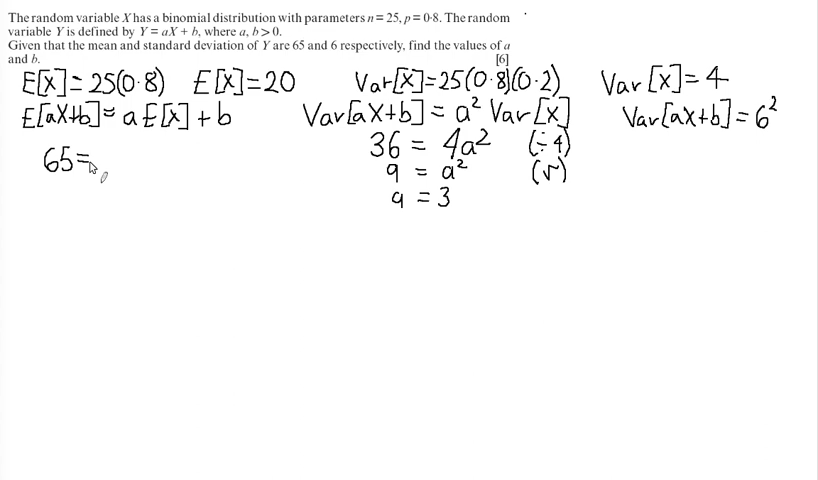 The random variable X has a binomial distribution with parameters n = 25, p = 0·8. The random
variable Y is defined by Y = aX + b, where a, b > 0.
Given that the mean and standard deviation of Y are 65 and 6 respectively, find the values of a
and b. [6]
E[X] = 25(0·8) E[X] = 20 Var[X] = 25(0·8)(0·2) Var[X] = 4
E[aX+b] = aE[X] + b Var[aX+b] = a² Var[X] Var[aX+b] = 6²
36 = 4a² (÷4)
65 =
9 = a² (√)
a = 3